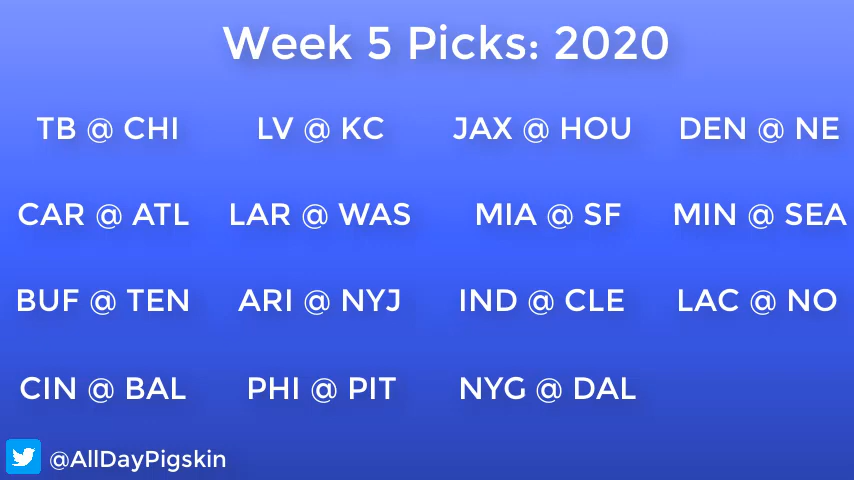 Week 5 Picks: 2020
TB @ CHI LV @ KC JAX @ HOU DEN @ NE
CAR @ ATL LAR @ WAS MIA @ SF MIN @ SEA
BUF @ TEN ARI @ NYJ IND @ CLE LAC @ NO
CIN @ BAL PHI @ PIT NYG @ DAL
@AllDayPigskin